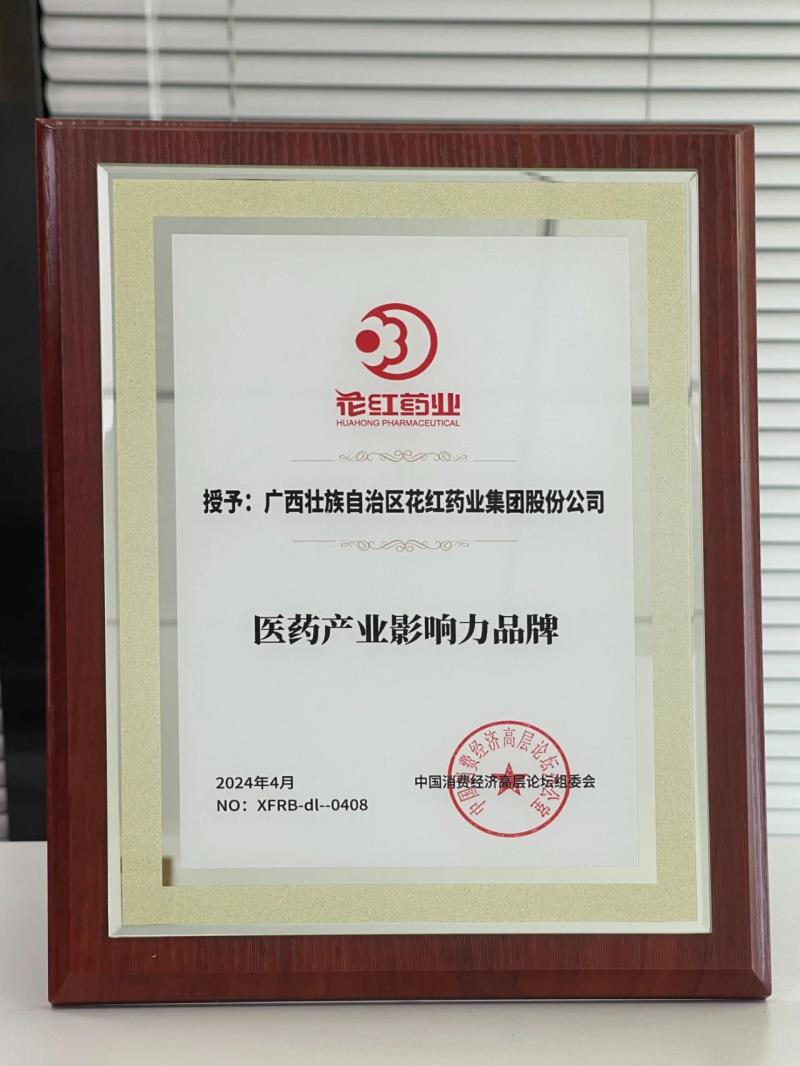 花红药业
HUAHONG PHARMACEUTICAL
授予：广西壮族自治区花红药业集团股份公司
医药产业影响力品牌
2024年4月
NO：XFRB-dl--0408
中国消费经济高层论坛组委会